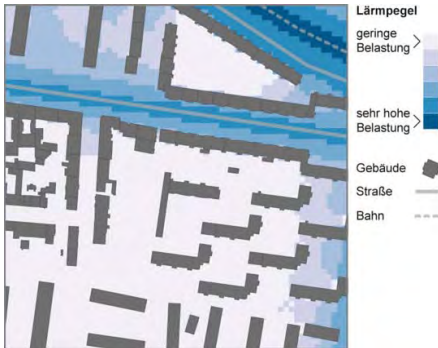 Lärmpegel
geringe
Belastung
sehr hohe
Belastung
Gebäude
Straße
Bahn